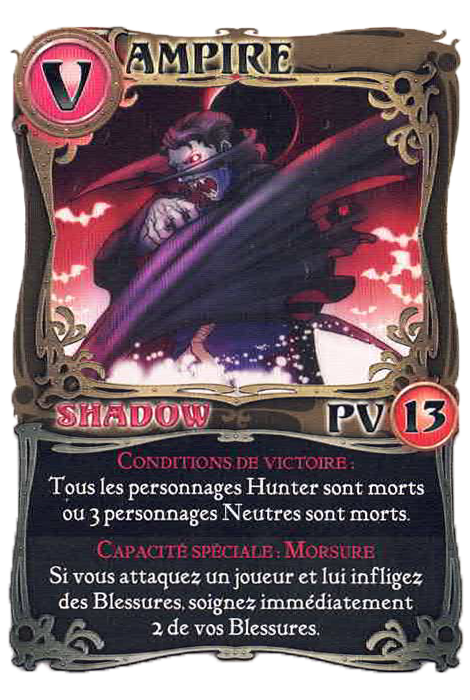 VAMPIRE
SHADOW PV 13
CONDITIONS DE VICTOIRE :
Tous les personnages Hunter sont morts
ou 3 personnages Neutres sont morts.
CAPACITÉ SPÉCIALE : MORSURE
Si vous attaquez un joueur et lui infligez
des Blessures, soignez immédiatement
2 de vos Blessures.